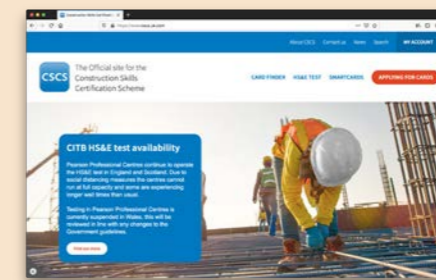 https://www.cscs.uk.com
About CSCS Contact us News Search MY ACCOUNT
CSCS
The Official site for the
Construction Skills
Certification Scheme
CARD FINDER HS&E TEST SMARTCARDS APPLYING FOR CARDS
CITB HS&E test availability
Pearson Professional Centres continue to operate
the HS&E test in England and Scotland. Due to
social distancing measures the centres cannot
run at full capacity and some are experiencing
longer wait times than usual.
Testing in Pearson Professional Centres is
currently suspended in Wales, this will be
reviewed in line with any changes to the
Government guidelines.
Find out more